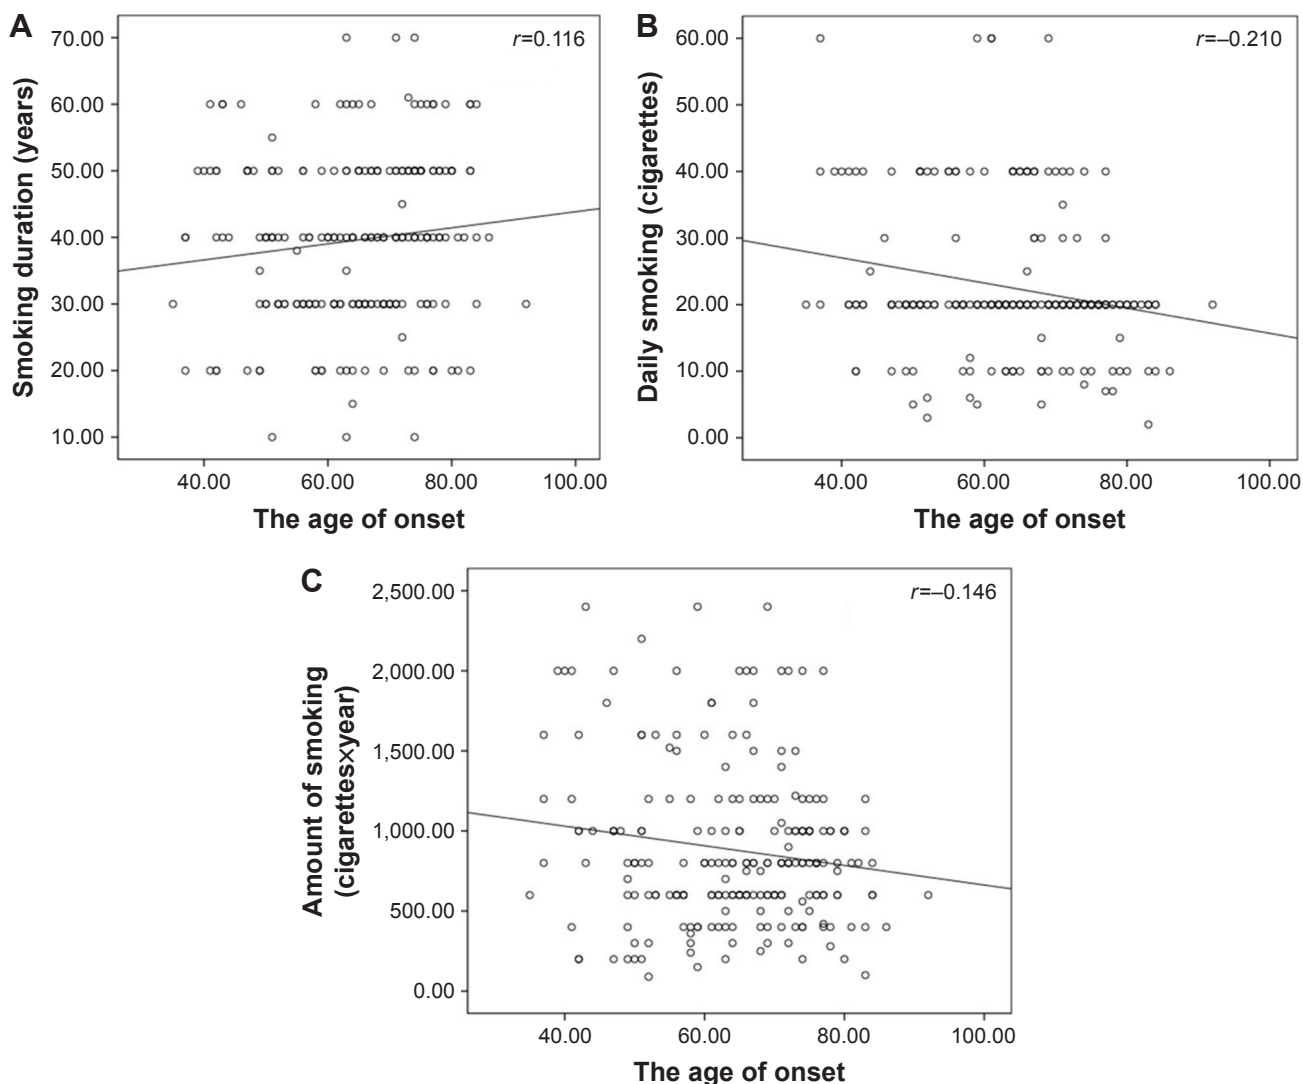 A
r=0.116
Smoking duration (years)
70.00
60.00
50.00
40.00
30.00
20.00
10.00
40.00 60.00 80.00 100.00
The age of onset
B
r=–0.210
Daily smoking (cigarettes)
60.00
50.00
40.00
30.00
20.00
10.00
0.00
40.00 60.00 80.00 100.00
The age of onset
C
r=–0.146
Amount of smoking
(cigarettes×year)
2,500.00
2,000.00
1,500.00
1,000.00
500.00
0.00
40.00 60.00 80.00 100.00
The age of onset